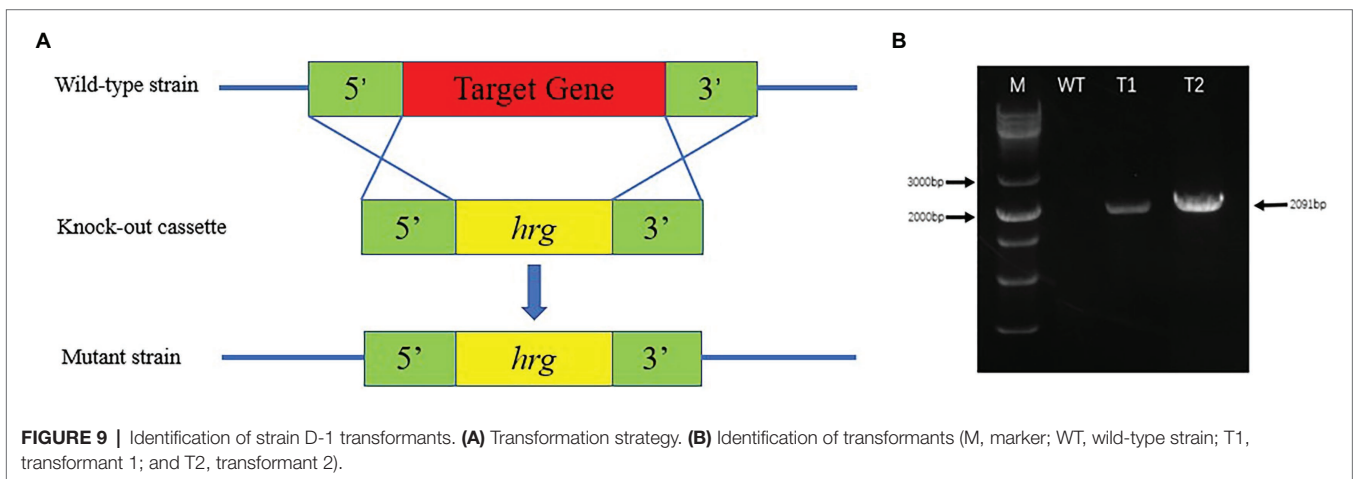 A
B
Wild-type strain
5’ Target Gene 3’
Knock-out cassette
5’ hrg 3’
Mutant strain
5’ hrg 3’
M WT T1 T2
3000bp
2000bp
2091bp
FIGURE 9 | Identification of strain D-1 transformants. (A) Transformation strategy. (B) Identification of transformants (M, marker; WT, wild-type strain; T1,
transformant 1; and T2, transformant 2).